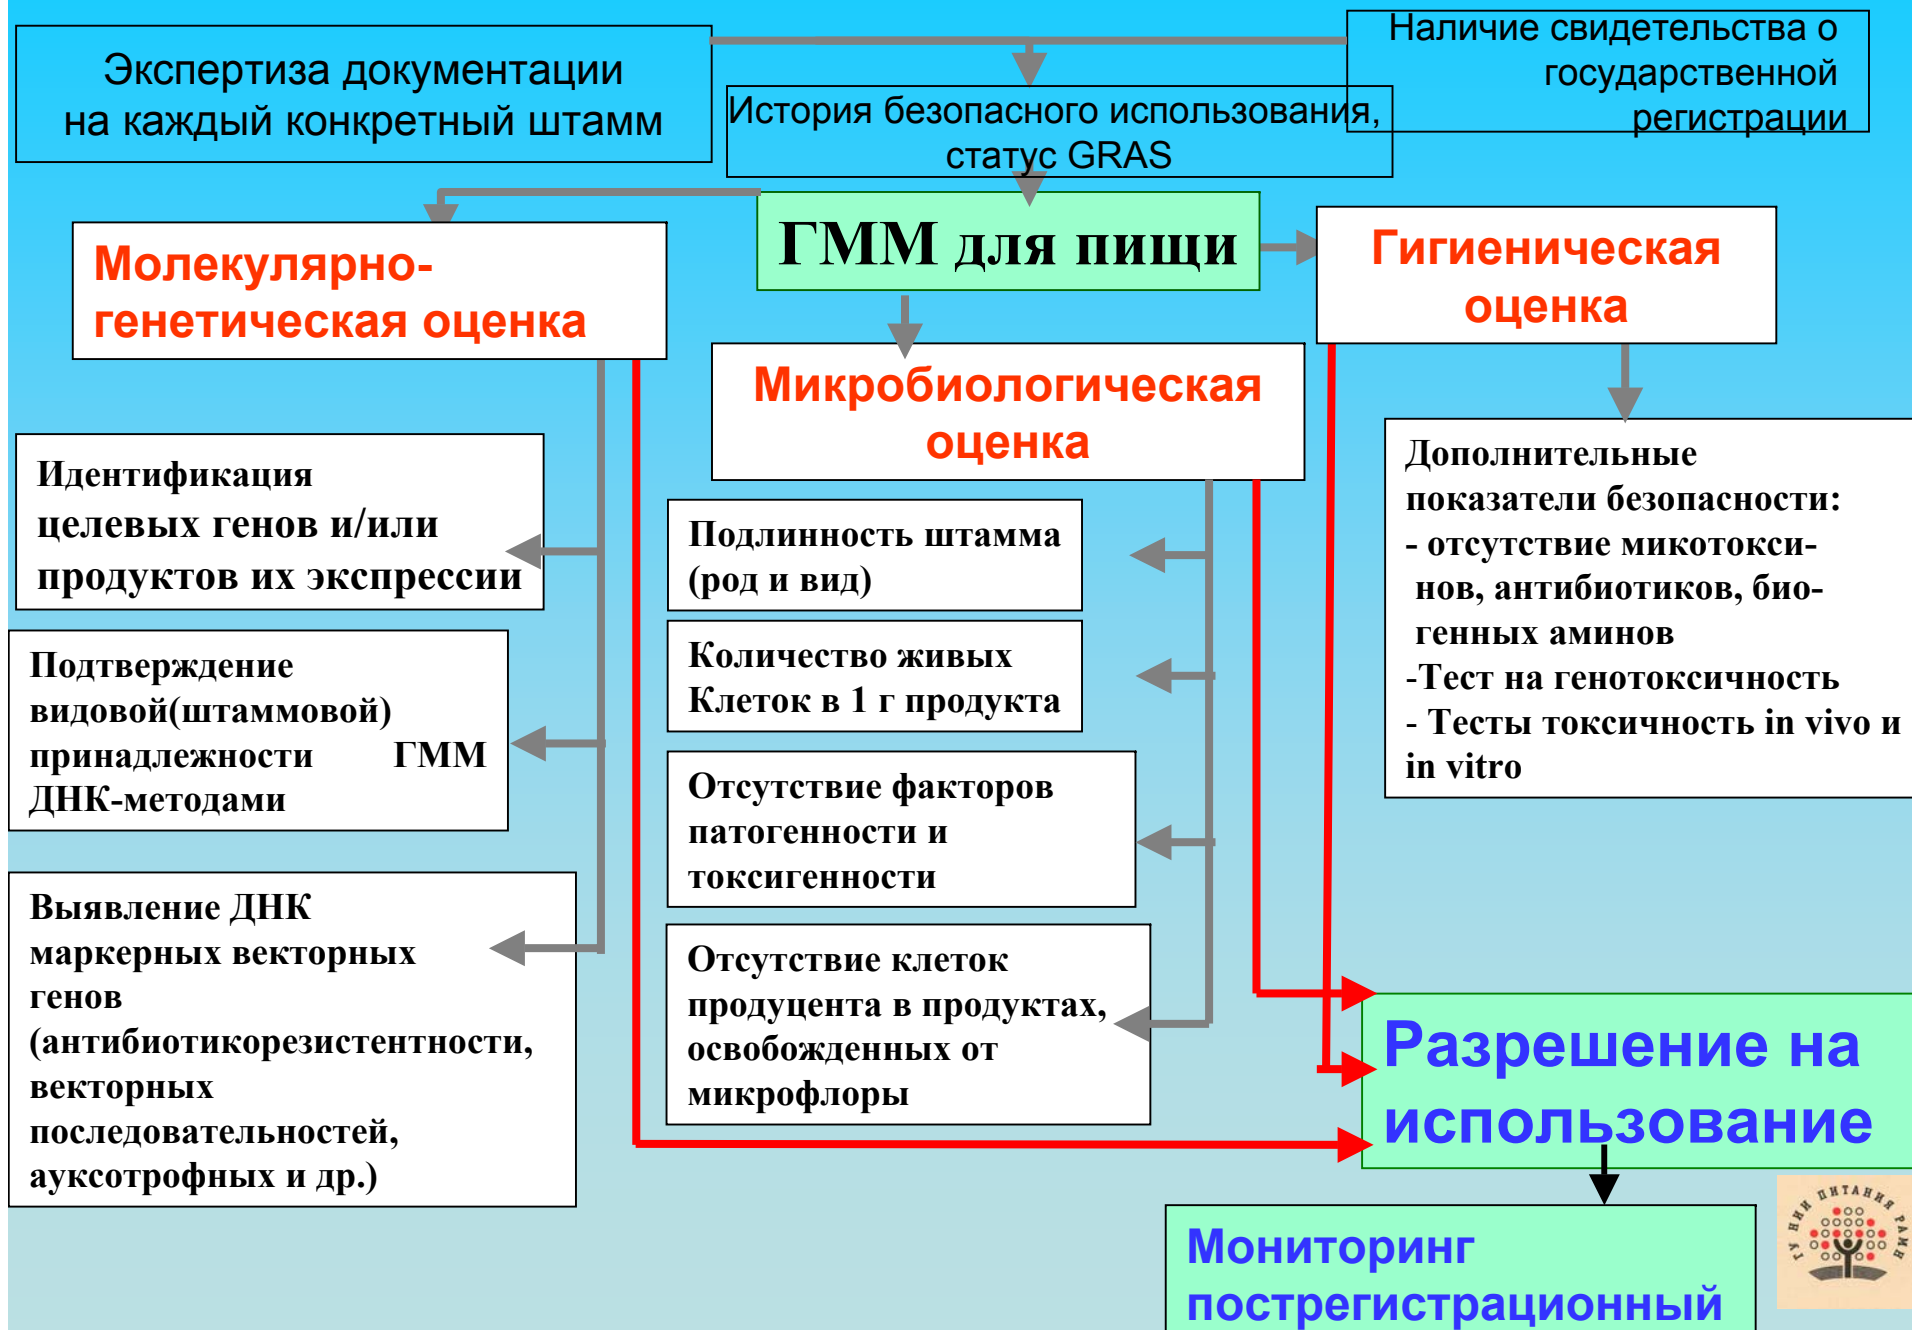 Экспертиза документации
на каждый конкретный штамм
История безопасного использования,
статус GRAS
Наличие свидетельства о
государственной
регистрации
ГММ для пищи
Молекулярно-
генетическая оценка
Гигиеническая
оценка
Микробиологическая
оценка
Идентификация
целевых генов и/или
продуктов их экспрессии
Подтверждение
видовой(штаммовой)
принадлежности ГММ
ДНК-методами
Выявление ДНК
маркерных векторных
генов
(антибиотикорезистентности,
векторных
последовательностей,
ауксотрофных и др.)
Подлинность штамма
(род и вид)
Количество живых
Клеток в 1 г продукта
Отсутствие факторов
патогенности и
токсигенности
Отсутствие клеток
продуцента в продуктах,
освобожденных от
микрофлоры
Дополнительные
показатели безопасности:
- отсутствие микотокси-
нов, антибиотиков, био-
генных аминов
-Тест на генотоксичность
- Тесты токсичность in vivo и
in vitro
Разрешение на
использование
Мониторинг
пострегистрационный
ГУ НИИ ПИТАНИЯ РАМН